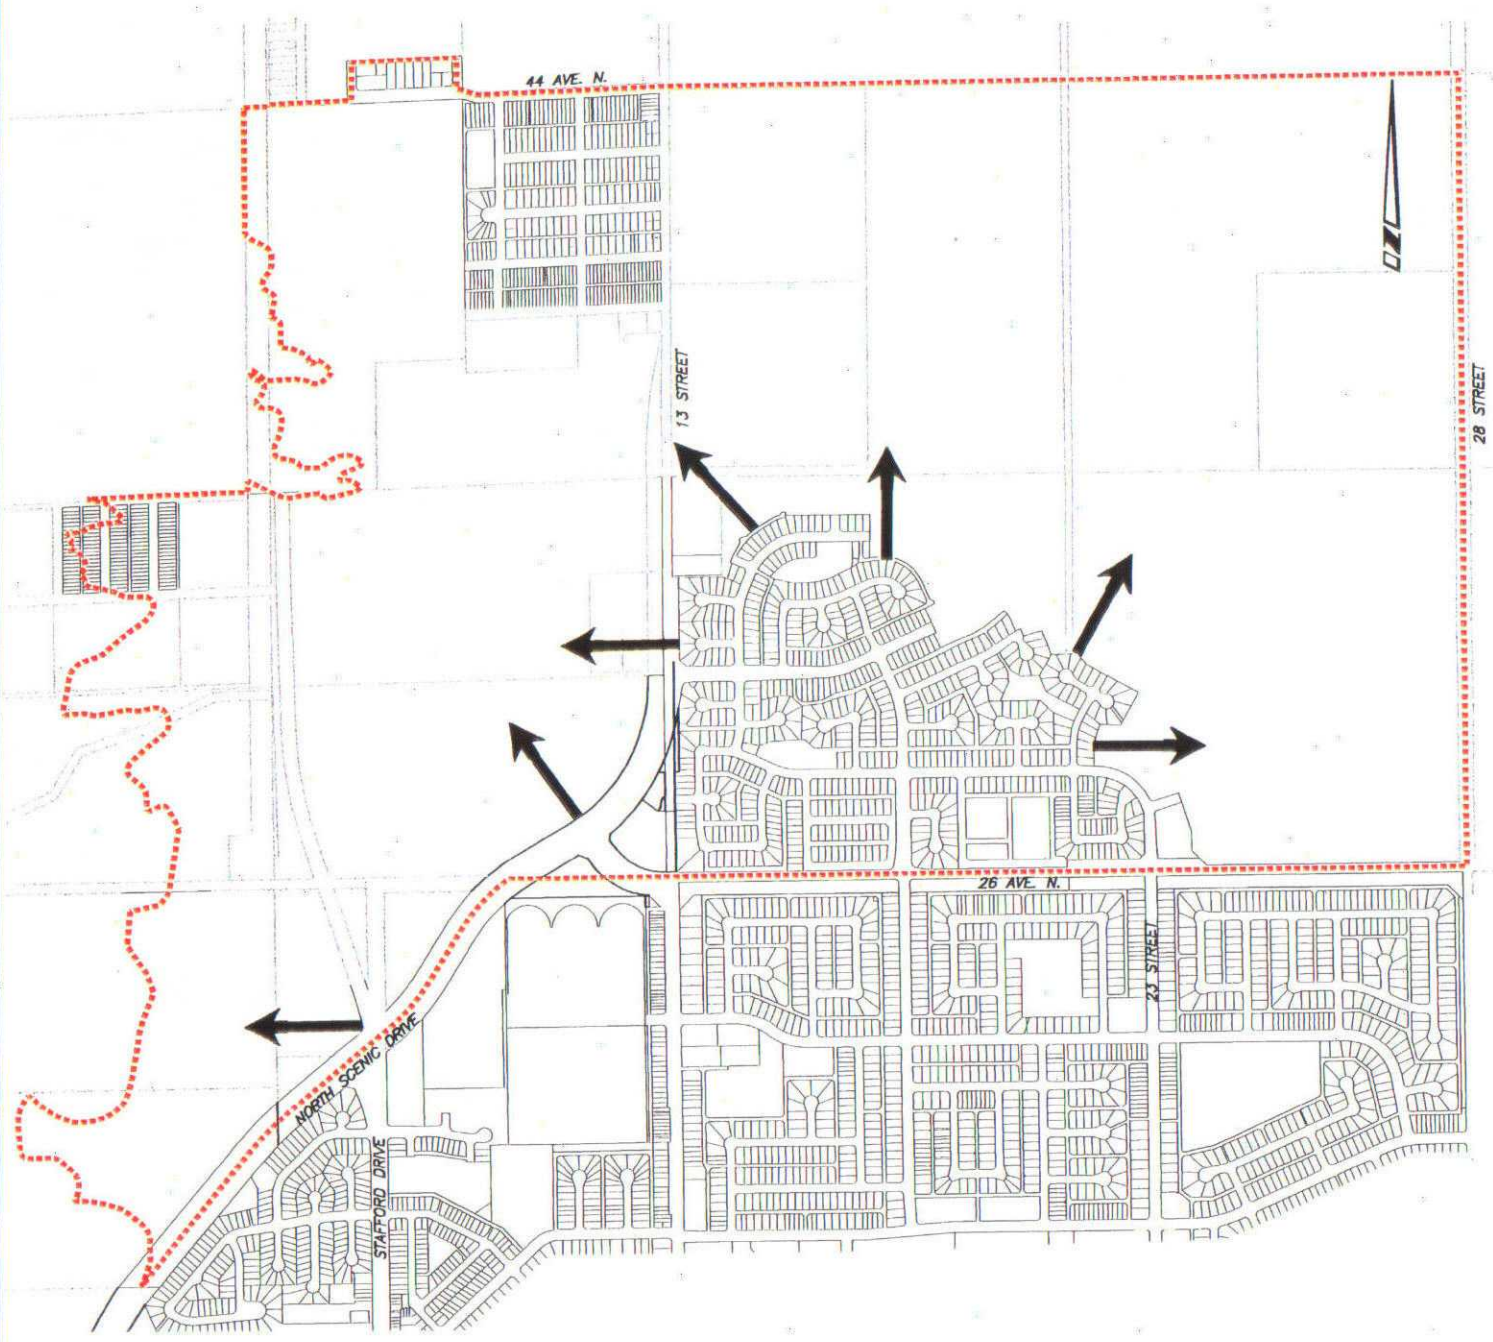 44 AVE. N.
13 STREET
28 STREET
26 AVE. N.
23 STREET
NORTH SCENIC DRIVE
STAFFORD DRIVE